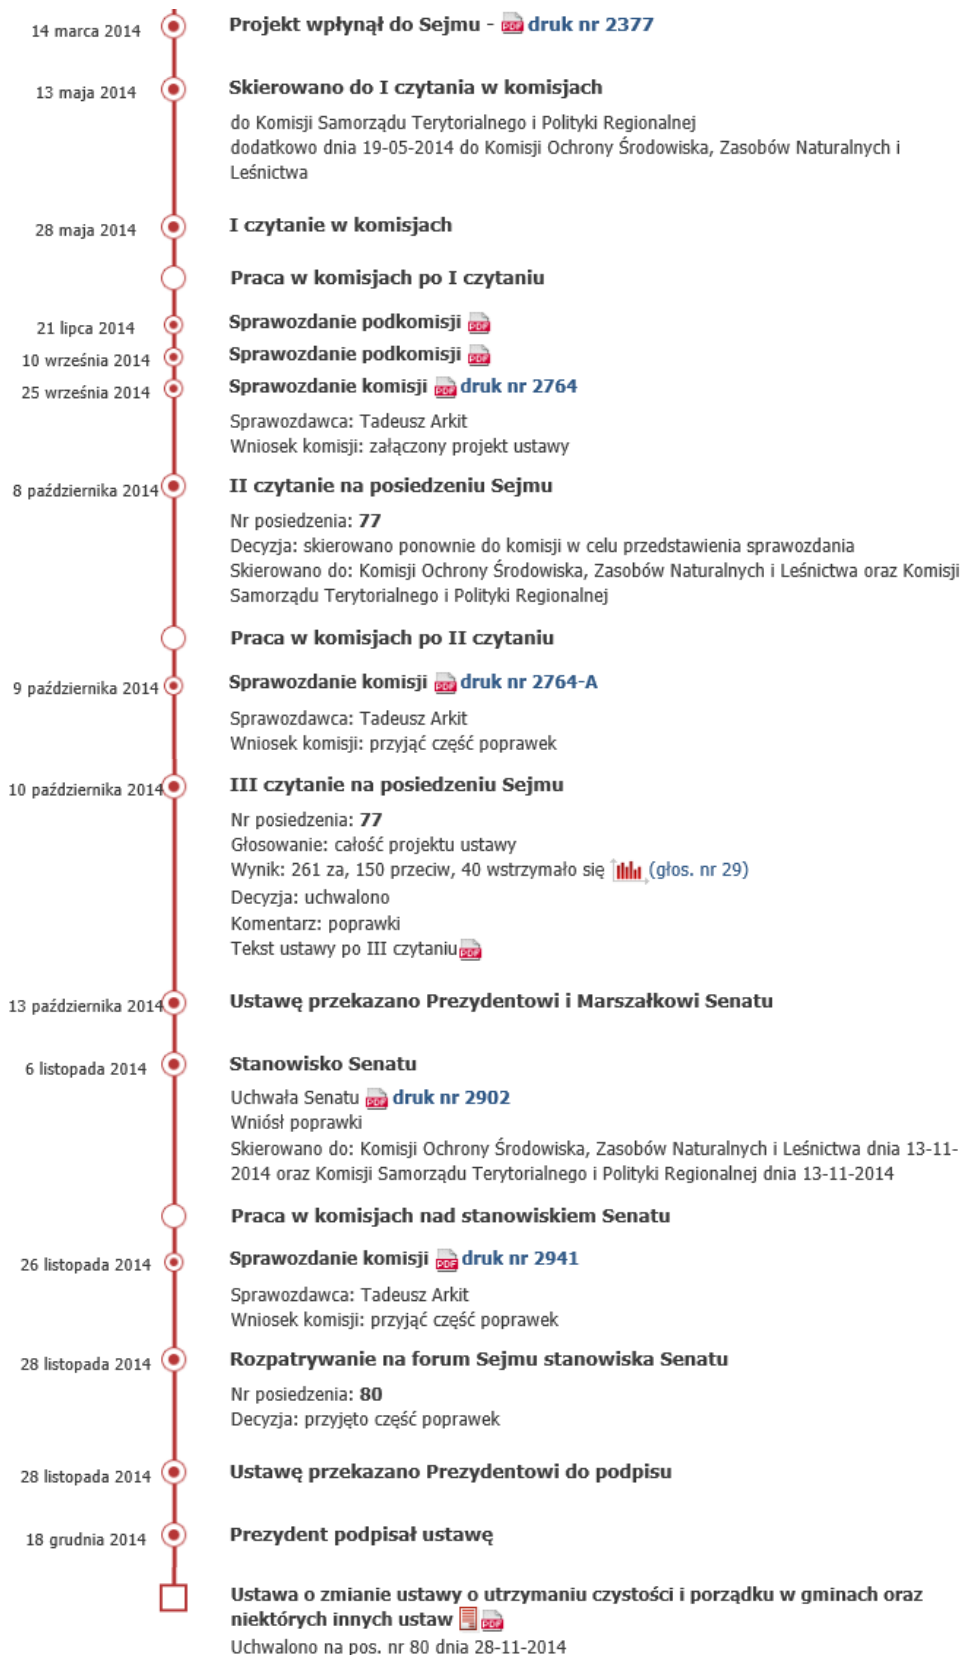 14 marca 2014
Projekt wpłynął do Sejmu - PDF druk nr 2377
13 maja 2014
Skierowano do I czytania w komisjach
do Komisji Samorządu Terytorialnego i Polityki Regionalnej
dodatkowo dnia 19-05-2014 do Komisji Ochrony Środowiska, Zasobów Naturalnych i
Leśnictwa
28 maja 2014
I czytanie w komisjach
Praca w komisjach po I czytaniu
21 lipca 2014
Sprawozdanie podkomisji PDF
10 września 2014
Sprawozdanie podkomisji PDF
25 września 2014
Sprawozdanie komisji PDF druk nr 2764
Sprawozdawca: Tadeusz Arkit
Wniosek komisji: załączony projekt ustawy
8 października 2014
II czytanie na posiedzeniu Sejmu
Nr posiedzenia: 77
Decyzja: skierowano ponownie do komisji w celu przedstawienia sprawozdania
Skierowano do: Komisji Ochrony Środowiska, Zasobów Naturalnych i Leśnictwa oraz Komisji
Samorządu Terytorialnego i Polityki Regionalnej
Praca w komisjach po II czytaniu
9 października 2014
Sprawozdanie komisji PDF druk nr 2764-A
Sprawozdawca: Tadeusz Arkit
Wniosek komisji: przyjąć część poprawek
10 października 2014
III czytanie na posiedzeniu Sejmu
Nr posiedzenia: 77
Głosowanie: całość projektu ustawy
Wynik: 261 za, 150 przeciw, 40 wstrzymało się (głos. nr 29)
Decyzja: uchwalono
Komentarz: poprawki
Tekst ustawy po III czytaniu PDF
13 października 2014
Ustawę przekazano Prezydentowi i Marszałkowi Senatu
6 listopada 2014
Stanowisko Senatu
Uchwała Senatu PDF druk nr 2902
Wniósł poprawki
Skierowano do: Komisji Ochrony Środowiska, Zasobów Naturalnych i Leśnictwa dnia 13-11-
2014 oraz Komisji Samorządu Terytorialnego i Polityki Regionalnej dnia 13-11-2014
Praca w komisjach nad stanowiskiem Senatu
26 listopada 2014
Sprawozdanie komisji PDF druk nr 2941
Sprawozdawca: Tadeusz Arkit
Wniosek komisji: przyjąć część poprawek
28 listopada 2014
Rozpatrywanie na forum Sejmu stanowiska Senatu
Nr posiedzenia: 80
Decyzja: przyjęto część poprawek
28 listopada 2014
Ustawę przekazano Prezydentowi do podpisu
18 grudnia 2014
Prezydent podpisał ustawę
Ustawa o zmianie ustawy o utrzymaniu czystości i porządku w gminach oraz
niektórych innych ustaw PDF
Uchwalono na pos. nr 80 dnia 28-11-2014